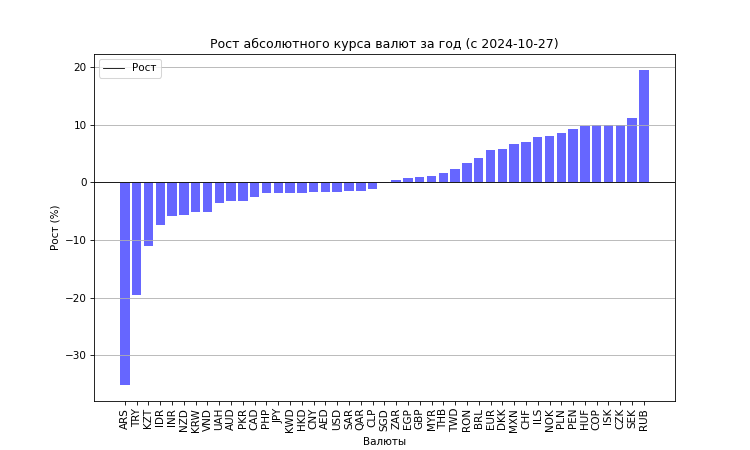 Рост абсолютного курса валют за год (с 2024-10-27)
Рост
20
10
0
−10
−20
−30
Рост (%)
ARS TRY KZT IDR INR NZD KRW VND UAH AUD PKR CAD PHP JPY KWD HKD CNY AED USD SAR QAR CLP SGD ZAR EGP GBP MYR THB TWD RON BRL EUR DKK MXN CHF ILS NOK PLN PEN HUF COP ISK CZK SEK RUB
Валюты